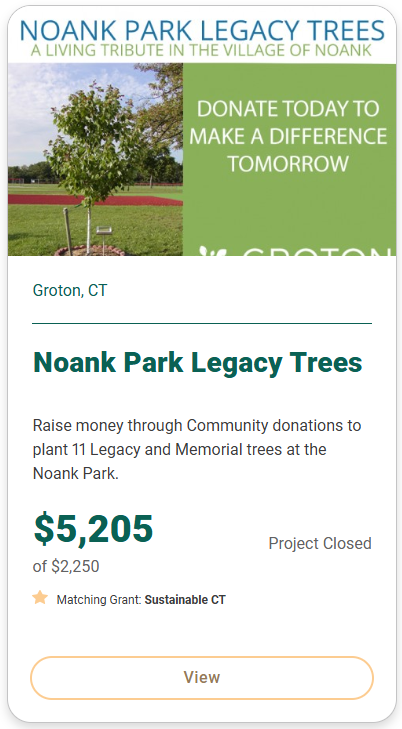 NOANK PARK LEGACY TREES
A LIVING TRIBUTE IN THE VILLAGE OF NOANK
DONATE TODAY TO
MAKE A DIFFERENCE
TOMORROW
GROTON
Groton, CT
Noank Park Legacy Trees
Raise money through Community donations to
plant 11 Legacy and Memorial trees at the
Noank Park.
$5,205
Project Closed
of $2,250
Matching Grant: Sustainable CT
View